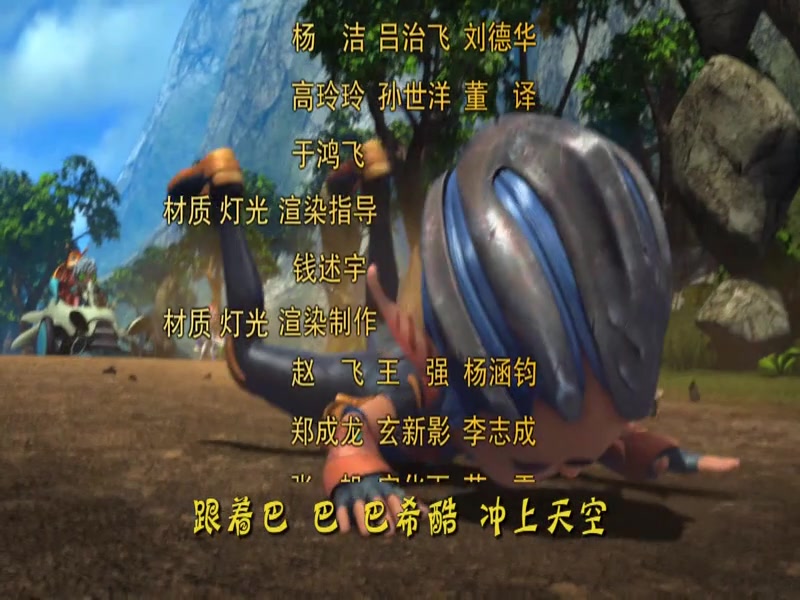 杨 洁 吕治飞 刘德华
高玲玲 孙世洋 董 译
于鸿飞
材质 灯光 渲染指导
钱述宇
材质 灯光 渲染制作
赵 飞 王 强 杨涵钧
郑成龙 玄新影 李志成
跟着巴 巴 巴希酷 冲上天空